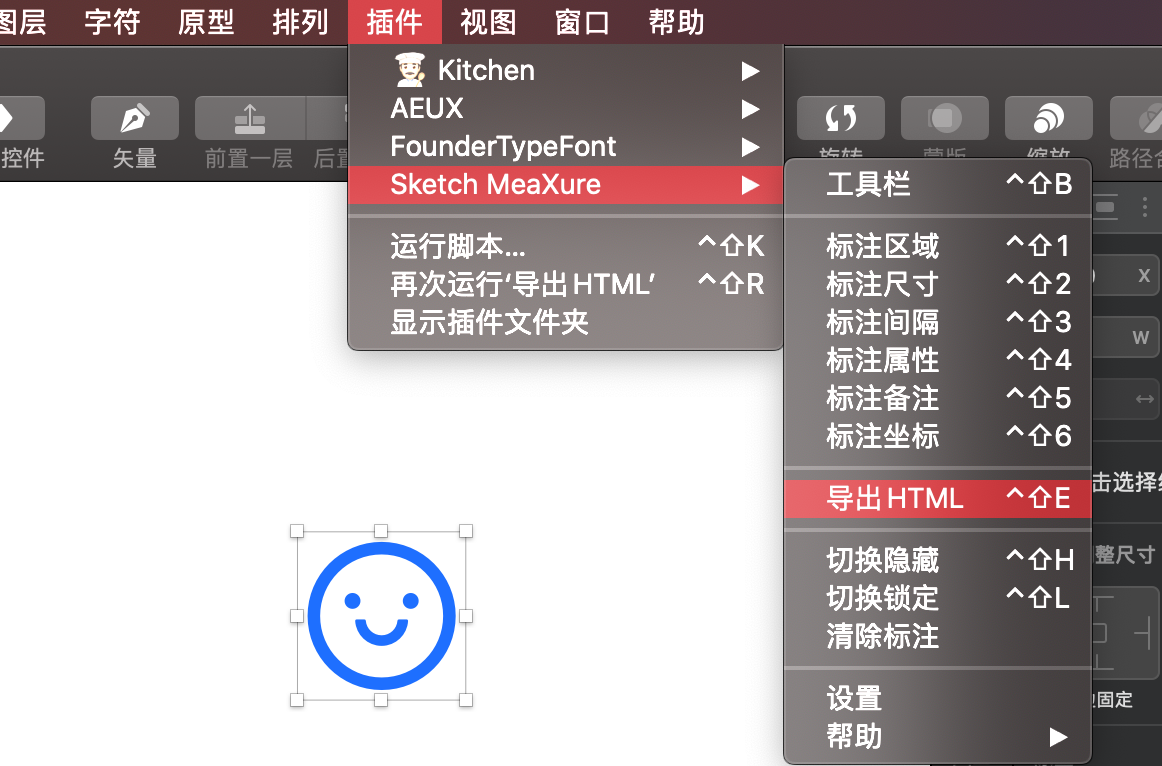 图层 字符 原型 排列 插件 视图 窗口 帮助
Kitchen
AEUX
FounderTypeFont
Sketch MeaXure
运行脚本... ^⇧K
再次运行‘导出 HTML’ ^⇧R
显示插件文件夹
控件 矢量 前置一层 后置 旋转 蒙版 缩放 路径合
工具栏 ^⇧B
标注区域 ^⇧1
标注尺寸 ^⇧2
标注间隔 ^⇧3
标注属性 ^⇧4
标注备注 ^⇧5
标注坐标 ^⇧6
导出 HTML ^⇧E
切换隐藏 ^⇧H
切换锁定 ^⇧L
清除标注
设置
帮助
X
W
击选择
整尺寸
固定